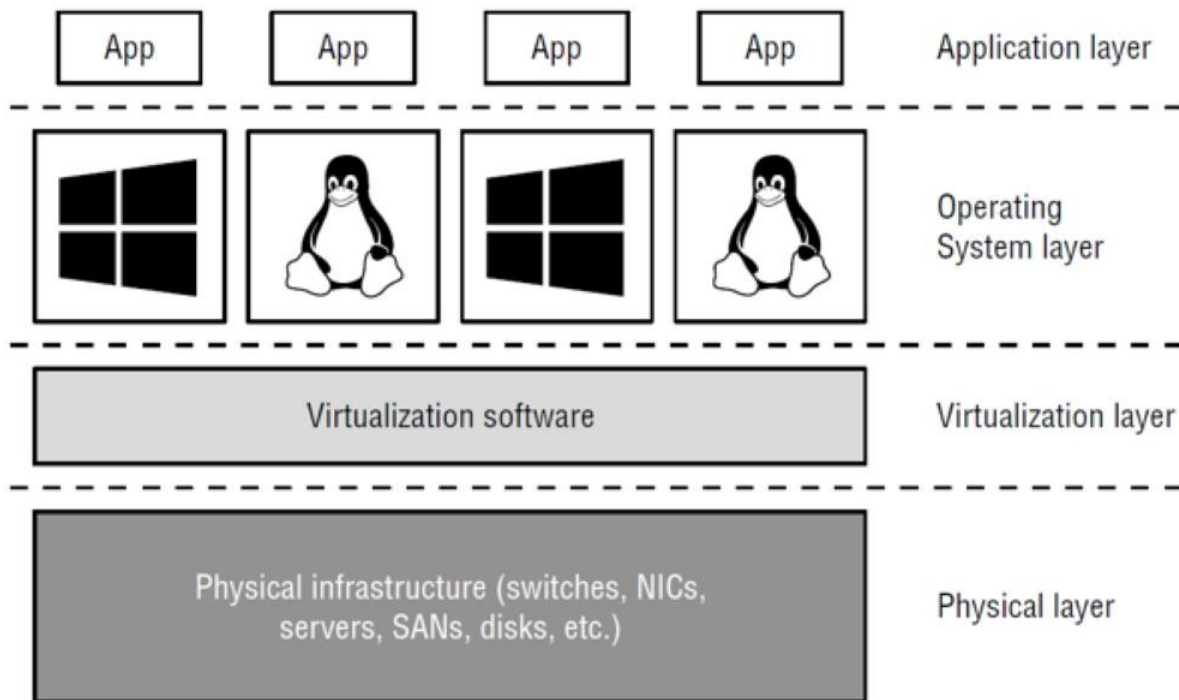 App App App App Application layer
Operating
System layer
Virtualization software Virtualization layer
Physical infrastructure (switches, NICs,
servers, SANs, disks, etc.)
Physical layer